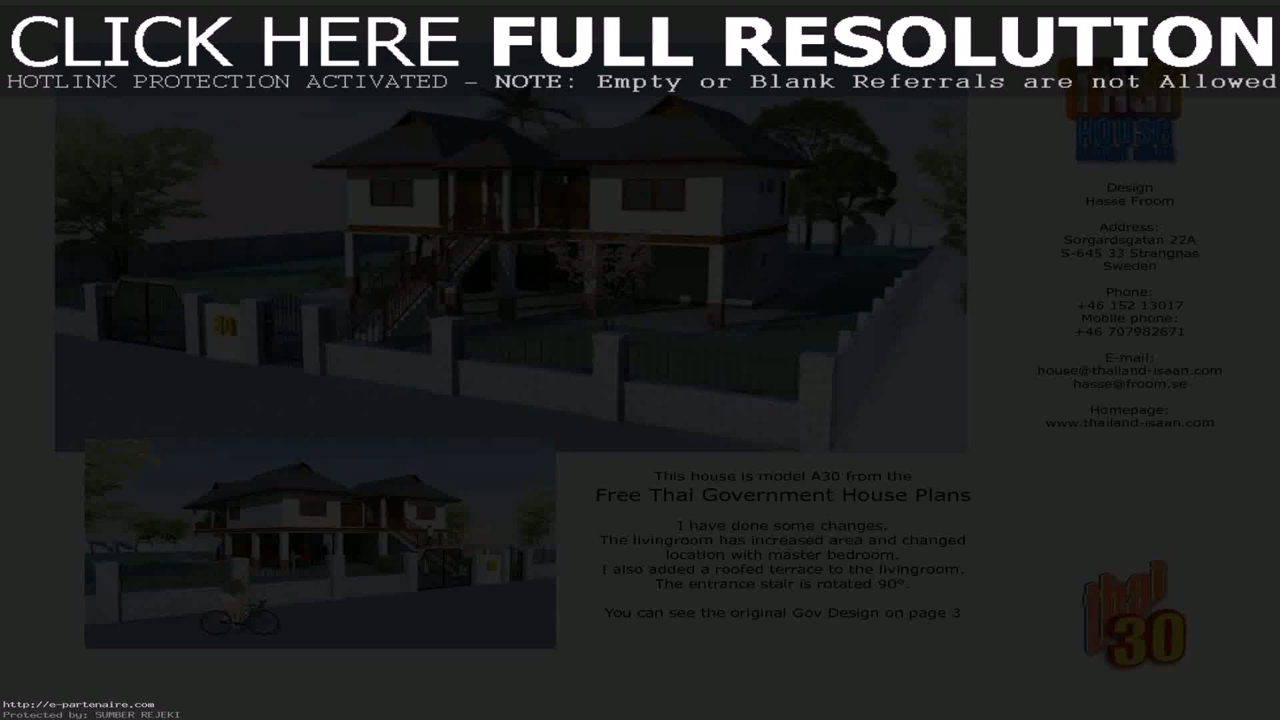 CLICK HERE FULL RESOLUTION
HOTLINK PROTECTION ACTIVATED – NOTE: Empty or Blank Referrals are not Allowed
THAI
HOUSE
Design
Hasse Froom
Address:
Sorgardsgatan 22A
S-645 33 Strangnas
Sweden
Phone:
+46 152 13017
Mobile phone:
+46 707982671
E-mail:
house@thailand-isaan.com
hasse@froom.se
Homepage:
www.thailand-isaan.com
30
This house is model A30 from the
Free Thai Government House Plans
I have done some changes.
The livingroom has increased area and changed
location with master bedroom.
I also added a roofed terrace to the livingroom.
The entrance stair is rotated 90°.
You can see the original Gov Design on page 3
thai
30
http://e-partenaire.com
Protected by: SUMBER REJEKI